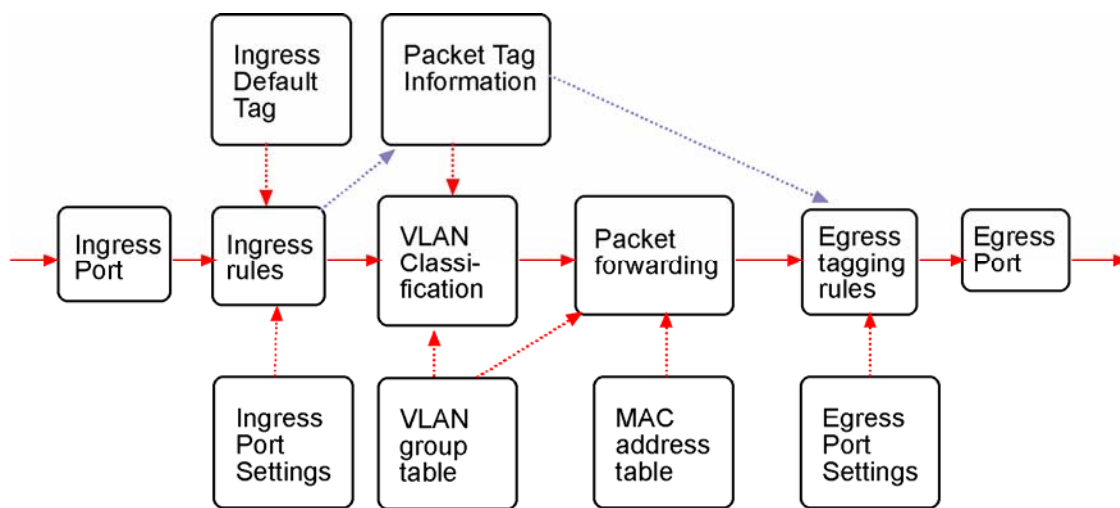 Ingress
Default
Tag
Packet Tag
Information
Ingress
Port
Ingress
rules
VLAN
Classi-
fication
Packet
forwarding
Egress
tagging
rules
Egress
Port
Ingress
Port
Settings
VLAN
group
table
MAC
address
table
Egress
Port
Settings